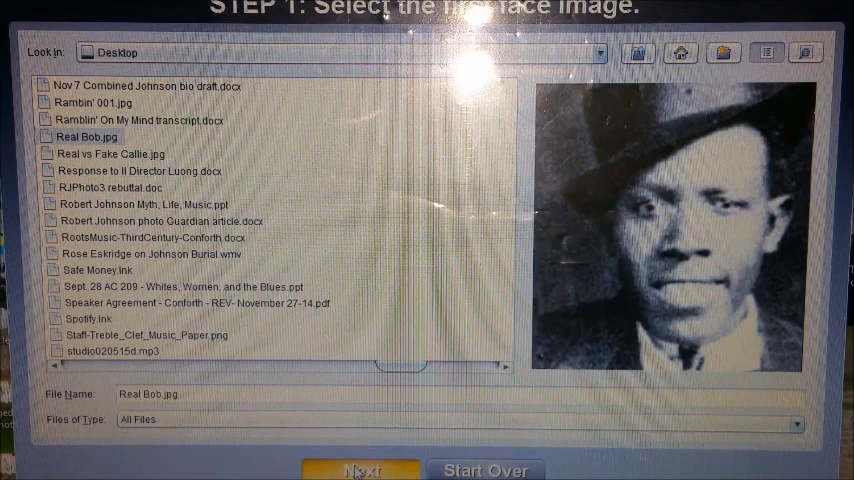 STEP 1: Select the first face image.
Look In: Desktop
Nov 7 Combined Johnson bio draft.docx
Rambin' 001.jpg
Ramblin' On My Mind transcript.docx
Real Bob.jpg
Real vs Fake Callie.jpg
Response to II Director Luong.docx
RJPhoto3 rebuttal.doc
Robert Johnson Myth, Life, Music.ppt
Robert Johnson photo Guardian article.docx
RootsMusic-ThirdCentury-Conforth.docx
Rose Eskridge on Johnson Burial.wmv
Safe Money.lnk
Sept. 28 AC 209 - Whites, Women, and the Blues.ppt
Speaker Agreement - Conforth - REV- November 27-14.pdf
Spotify.lnk
Staff-Treble_Clef_Music_Paper.png
studio020515d.mp3
File Name: Real Bob.jpg
Files of Type: All Files
Next Start Over